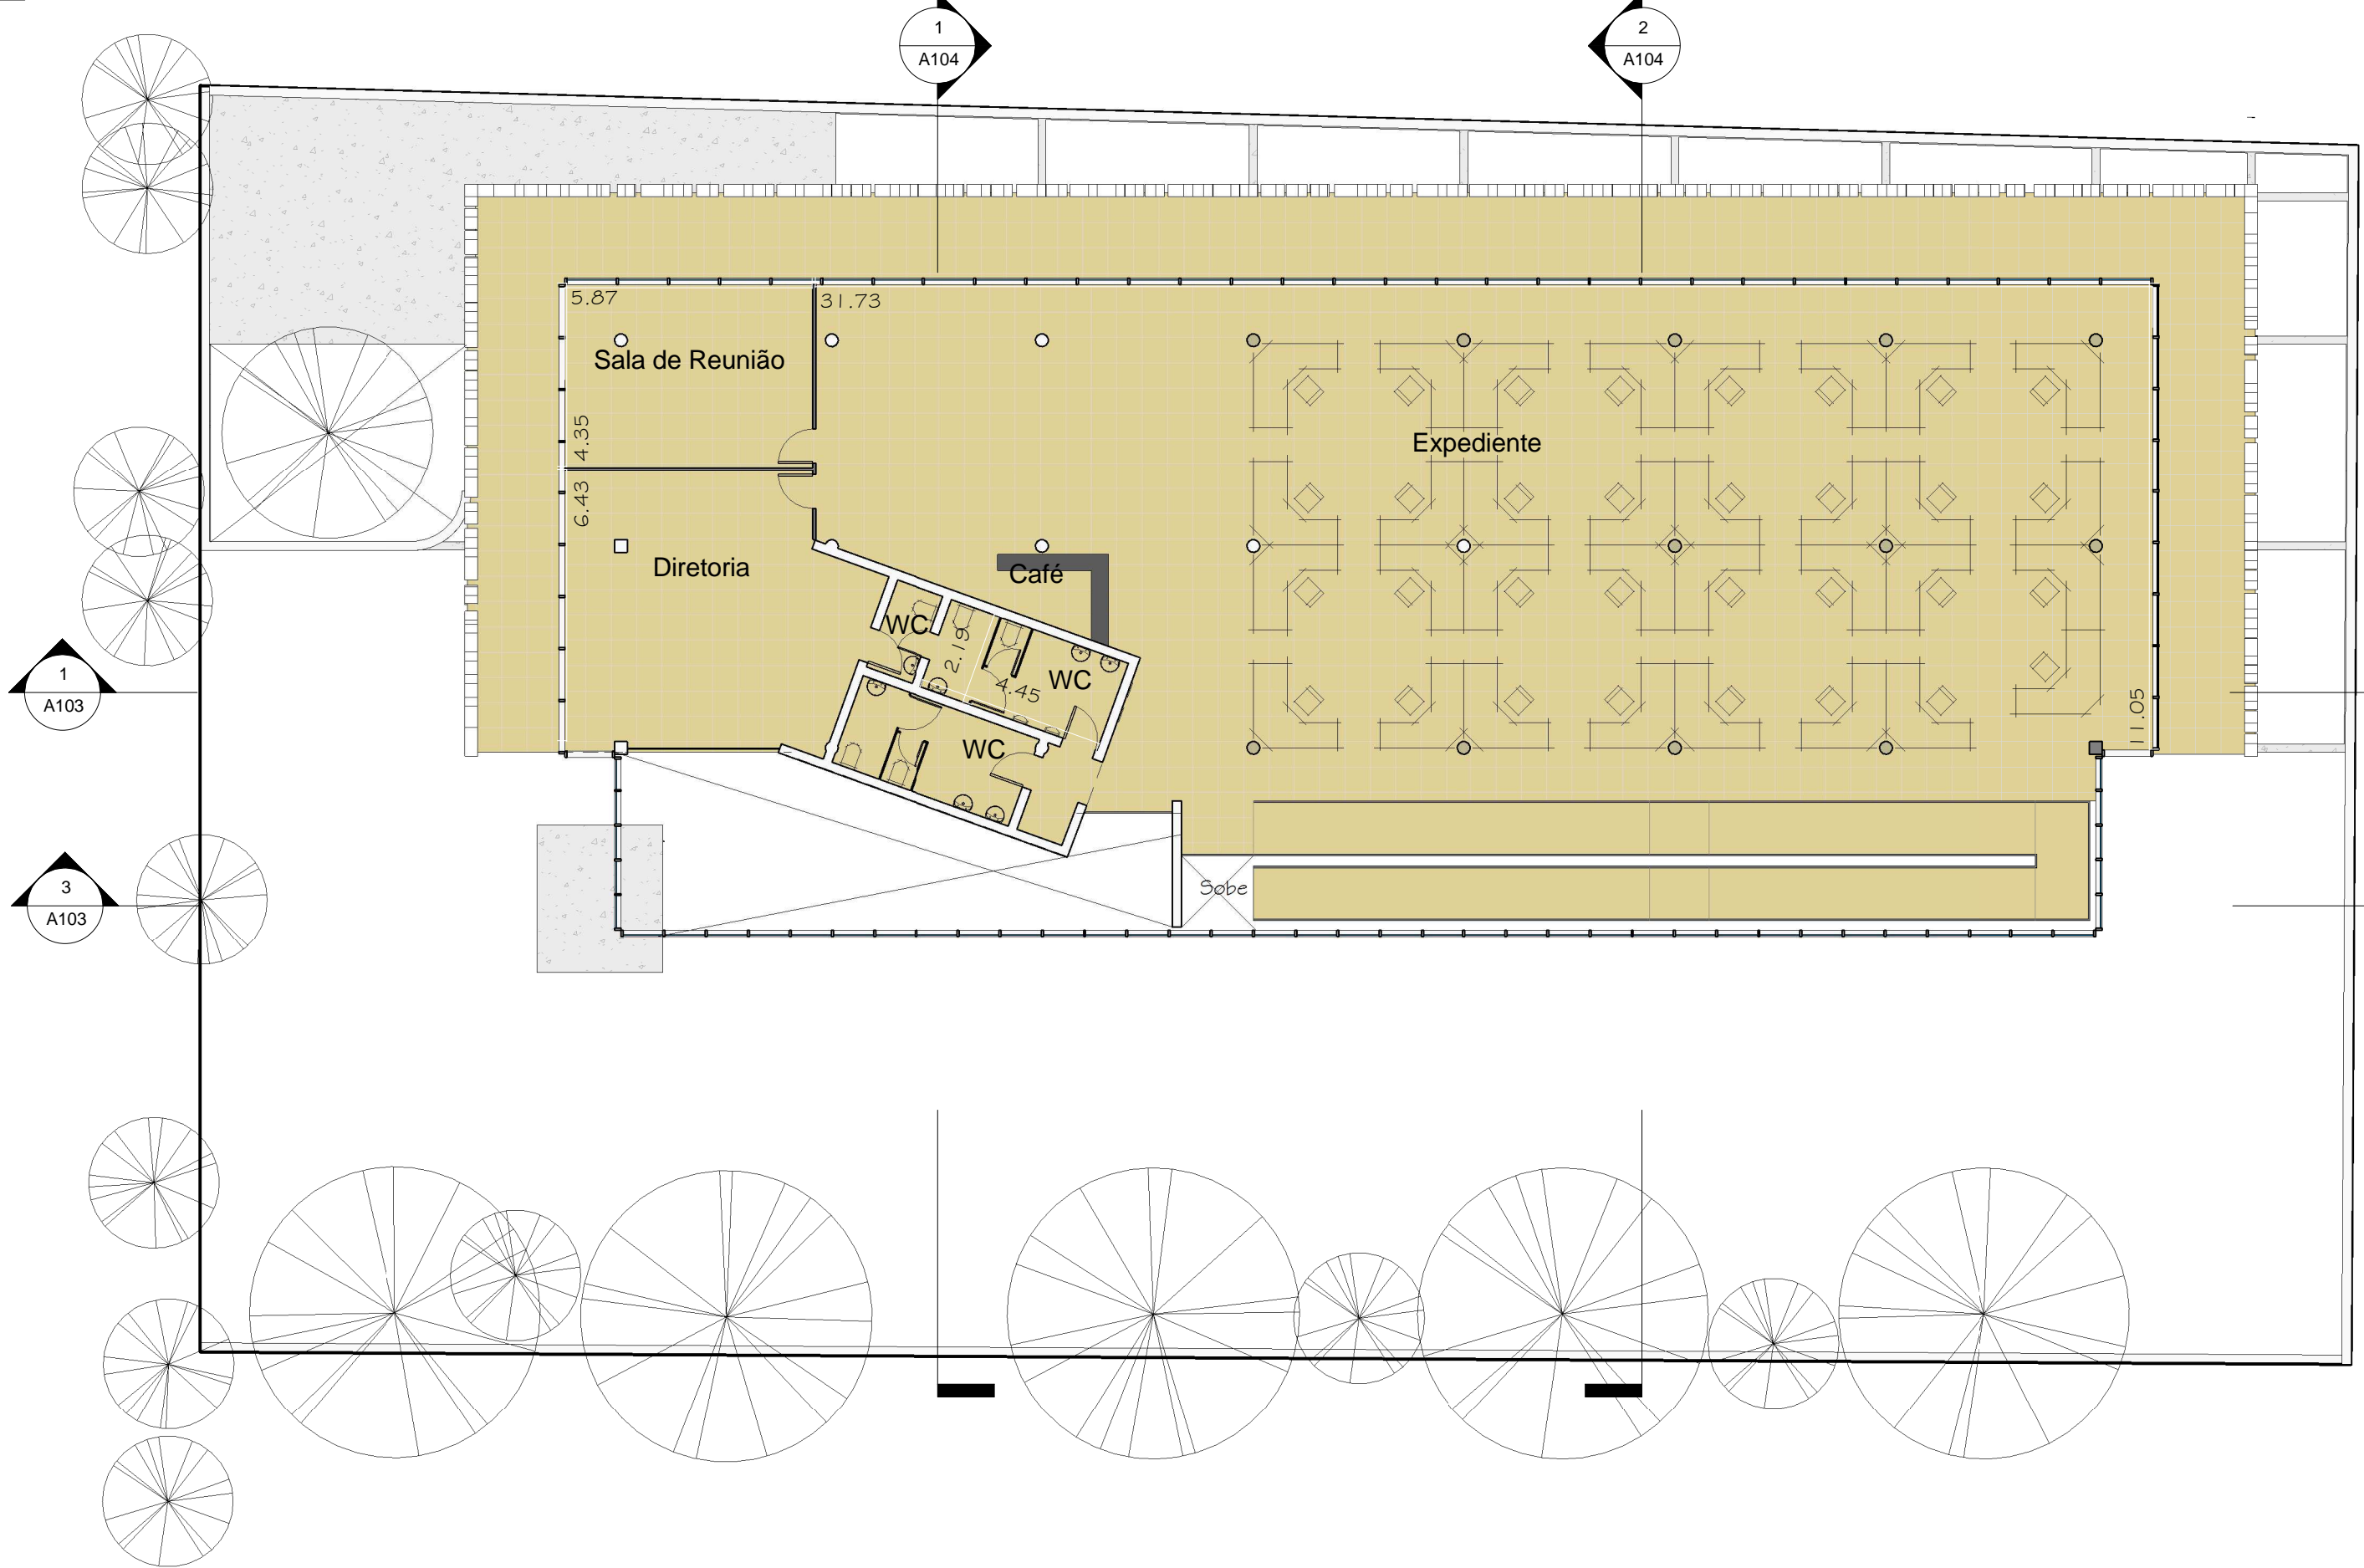 1
A104
2
A104
5.87
31.73
Sala de Reunião
4.35
Expediente
6.43
Diretoria
Café
WC
2.19
WC
4.45
1
A103
11.05
WC
Sobe
3
A103